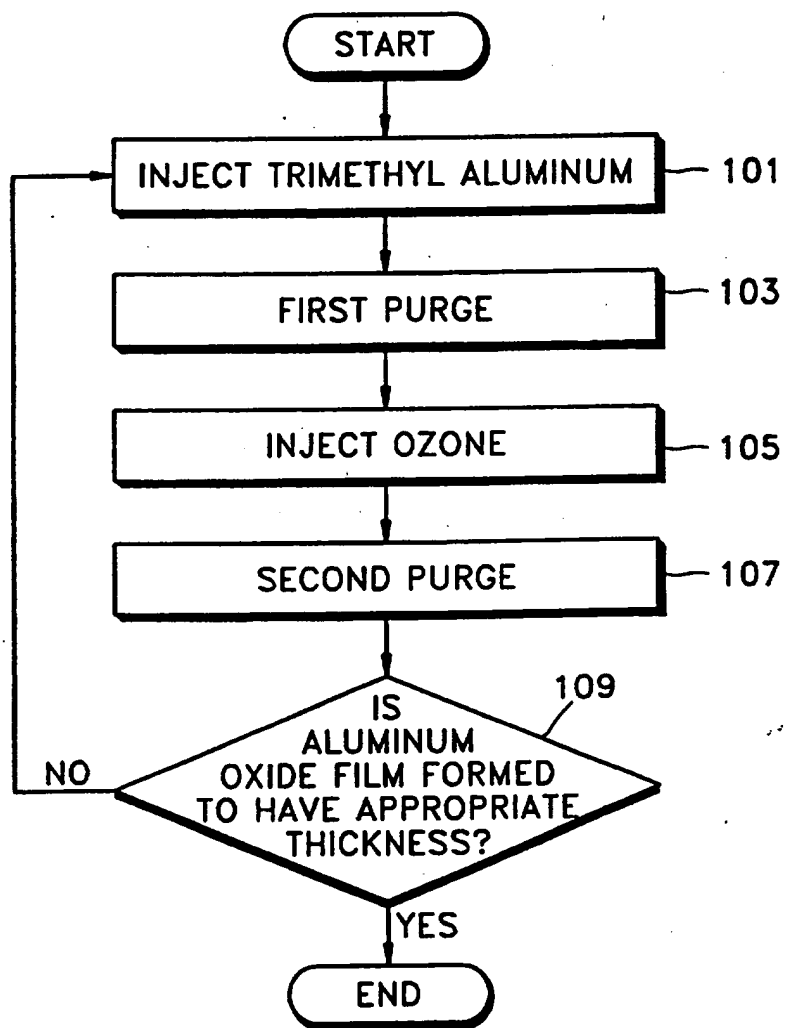 START
INJECT TRIMETHYL ALUMINUM
101
FIRST PURGE
103
INJECT OZONE
105
SECOND PURGE
107
109
IS
ALUMINUM
OXIDE FILM FORMED
TO HAVE APPROPRIATE
THICKNESS?
NO
YES
END